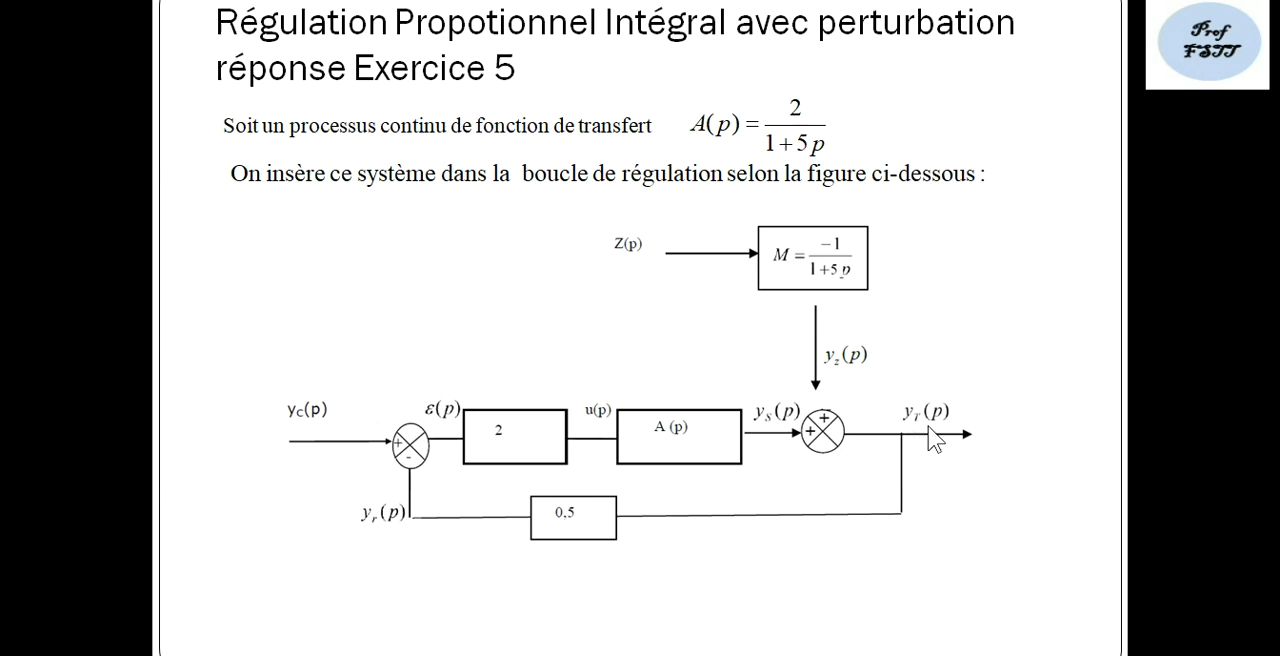 Régulation Propotionnel Intégral avec perturbation
réponse Exercice 5
Prof
FSTT
Soit un processus continu de fonction de transfert A(p) = 2 / 1+5p
On insère ce système dans la boucle de régulation selon la figure ci-dessous :
Z(p)
M = -1 / 1+5p
y_z(p)
yc(p)
ε(p)
2
u(p)
A (p)
y_s(p)
y_T(p)
+
+
+
-
y_r(p)
0,5